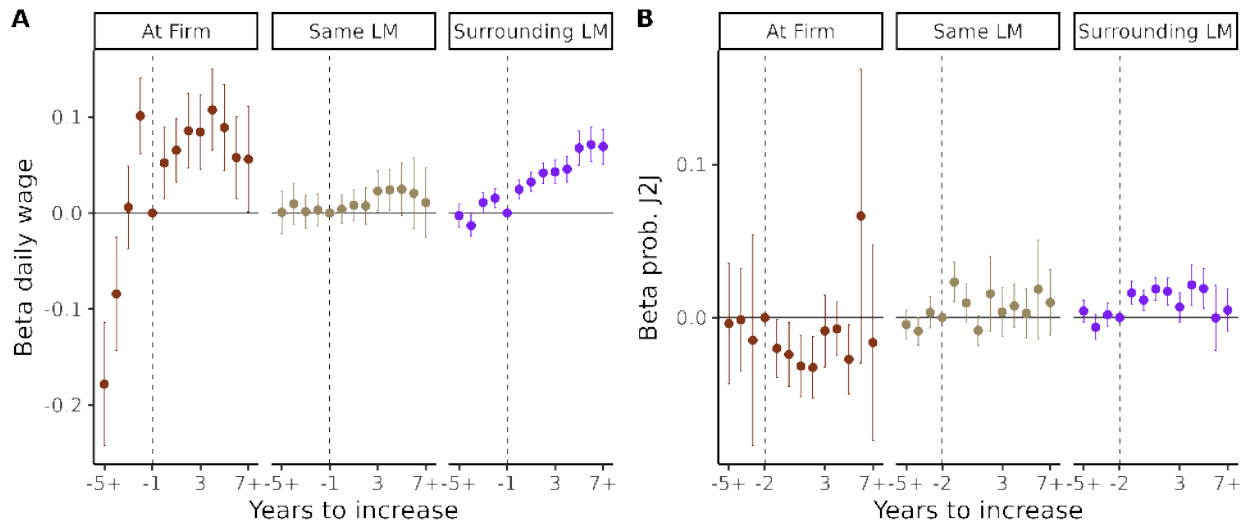 A
At Firm
Same LM
Surrounding LM
Beta daily wage
0.1
0.0
-0.1
-0.2
-5+ -1 3 7+
-5+ -1 3 7+
-5+ -1 3 7+
Years to increase
B
At Firm
Same LM
Surrounding LM
Beta prob. J2J
0.1
0.0
-5+ -2 3 7+
-5+ -2 3 7+
-5+ -2 3 7+
Years to increase